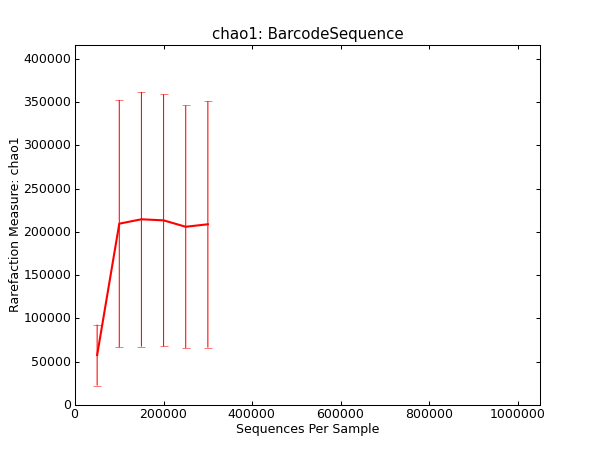 chao1: BarcodeSequence
400000
350000
300000
250000
200000
150000
100000
50000
0
Rarefaction Measure: chao1
0 200000 400000 600000 800000 1000000
Sequences Per Sample